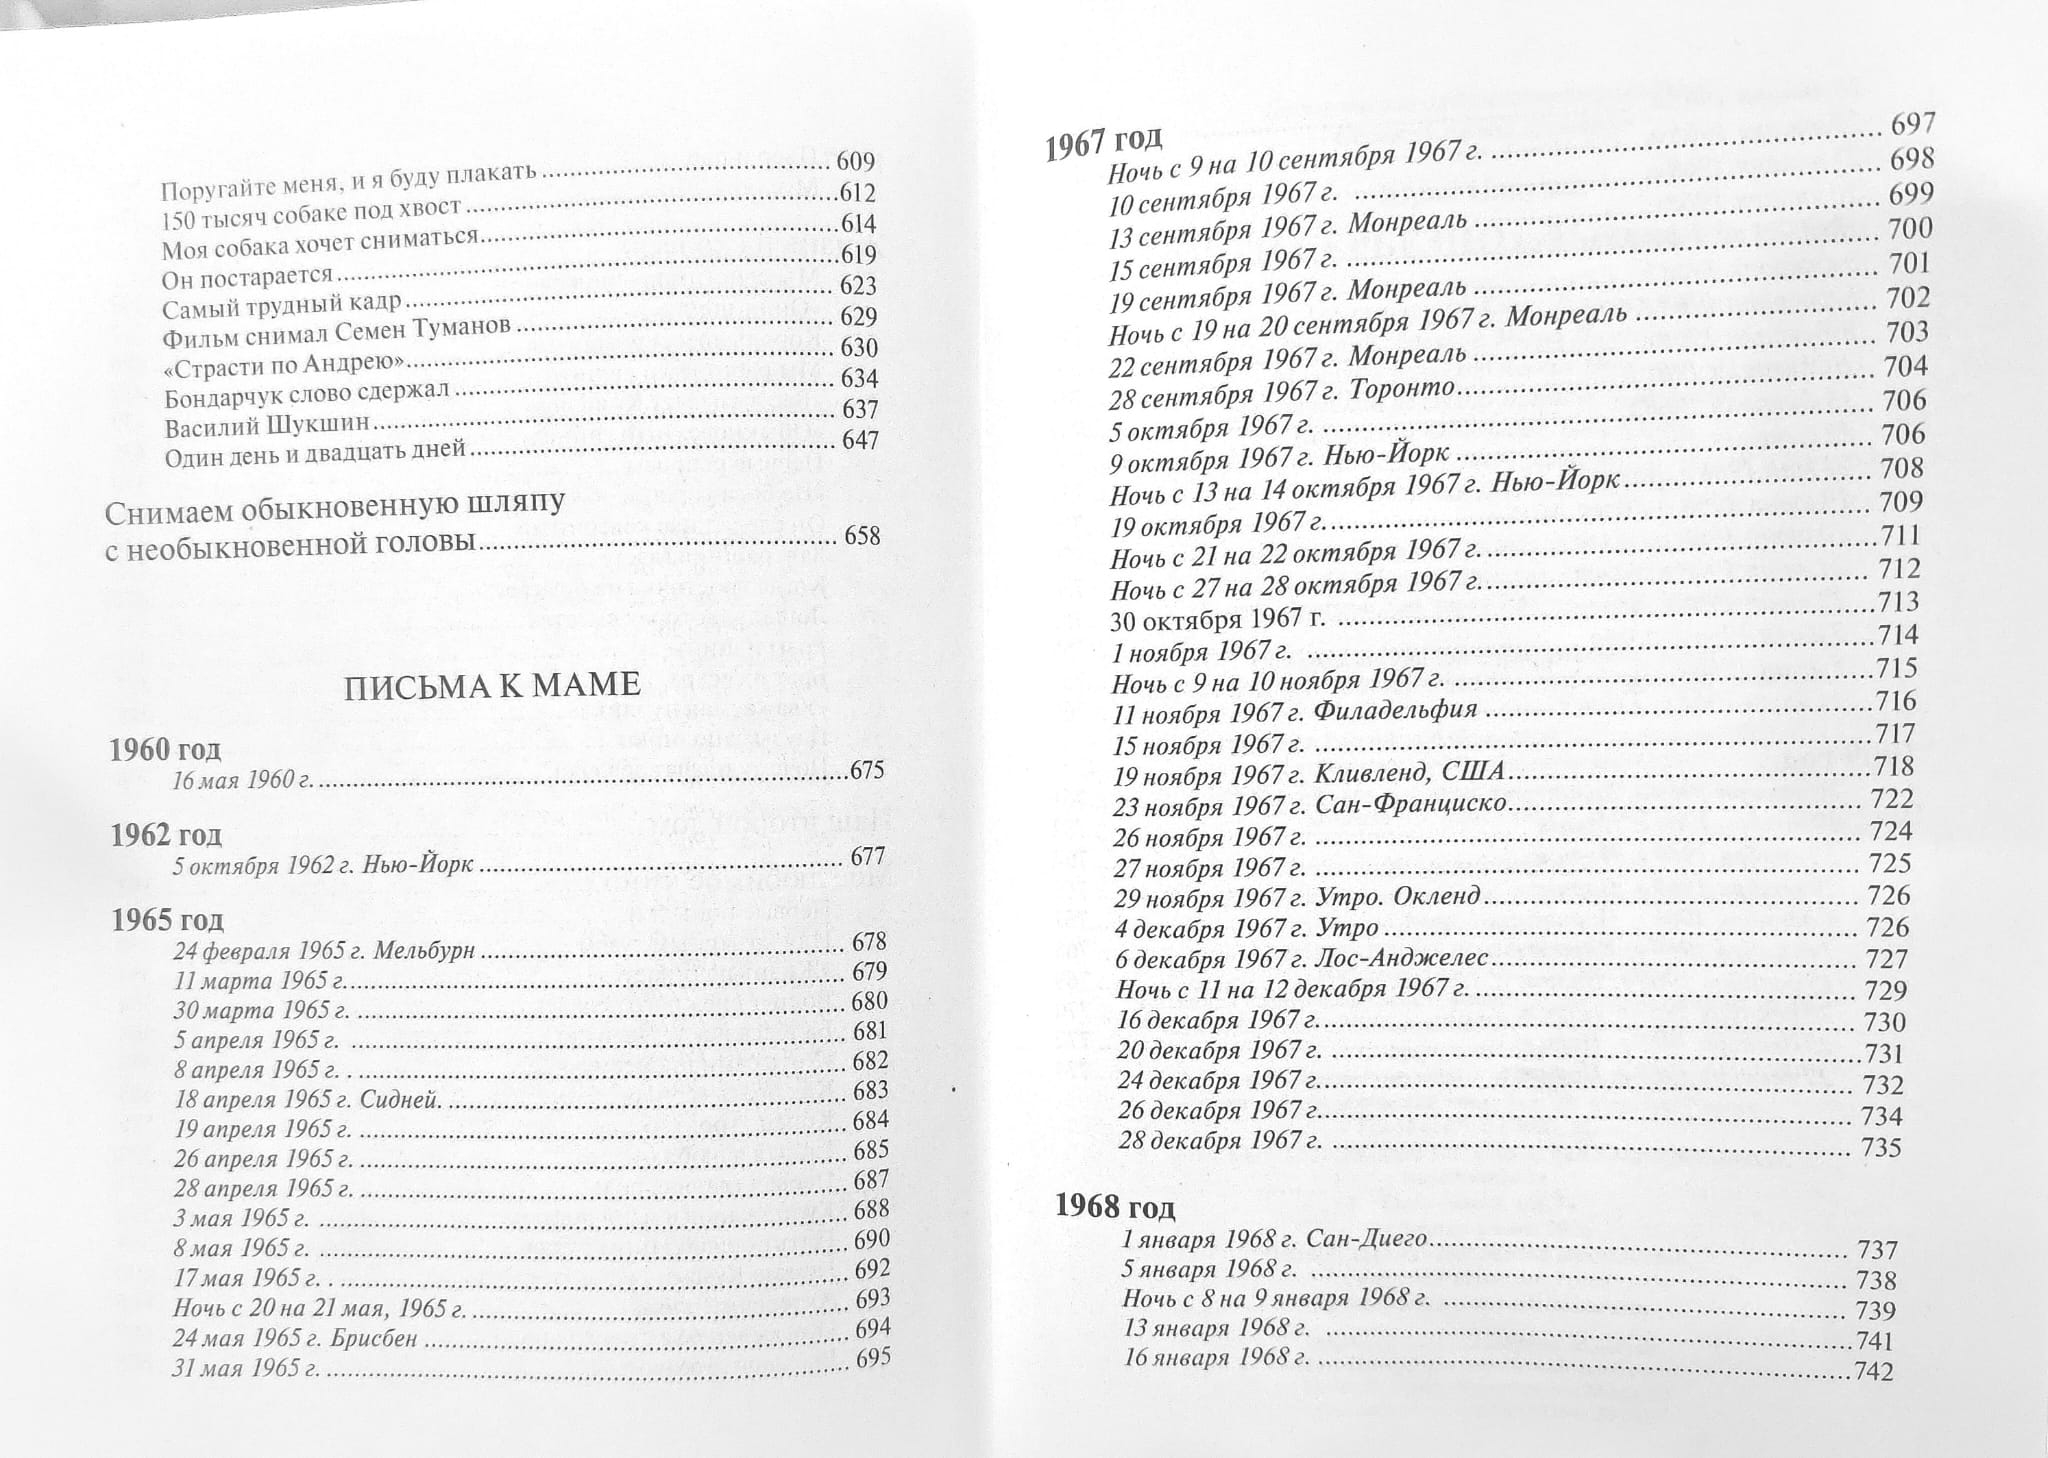 Поругайте меня, и я буду плакать ........ 609
150 тысяч собаке под хвост ........ 612
Моя собака хочет сниматься ........ 614
Он постарается ........ 619
Самый трудный кадр ........ 623
Фильм снимал Семен Туманов ........ 629
«Страсти по Андрею» ........ 630
Бондарчук слово сдержал ........ 634
Василий Шукшин ........ 637
Один день и двадцать дней ........ 647
Снимаем обыкновенную шляпу
с необыкновенной головы ........ 658
ПИСЬМА К МАМЕ
1960 год
16 мая 1960 г. ........ 675
1962 год
5 октября 1962 г. Нью-Йорк ........ 677
1965 год
24 февраля 1965 г. Мельбурн ........ 678
11 марта 1965 г. ........ 679
30 марта 1965 г. ........ 680
5 апреля 1965 г. ........ 681
8 апреля 1965 г. ........ 682
18 апреля 1965 г. Сидней. ........ 683
19 апреля 1965 г. ........ 684
26 апреля 1965 г. ........ 685
28 апреля 1965 г. ........ 687
3 мая 1965 г. ........ 688
8 мая 1965 г. ........ 690
17 мая 1965 г. ........ 692
Ночь с 20 на 21 мая, 1965 г. ........ 693
24 мая 1965 г. Брисбен ........ 694
31 мая 1965 г. ........ 695
1967 год
Ночь с 9 на 10 сентября 1967 г. ........ 697
10 сентября 1967 г. ........ 698
13 сентября 1967 г. Монреаль ........ 699
15 сентября 1967 г. ........ 700
19 сентября 1967 г. Монреаль ........ 701
Ночь с 19 на 20 сентября 1967 г. Монреаль ........ 702
22 сентября 1967 г. Монреаль ........ 703
28 сентября 1967 г. Торонто ........ 704
5 октября 1967 г. ........ 706
9 октября 1967 г. Нью-Йорк ........ 706
Ночь с 13 на 14 октября 1967 г. Нью-Йорк ........ 708
19 октября 1967 г. ........ 709
Ночь с 21 на 22 октября 1967 г. ........ 711
Ночь с 27 на 28 октября 1967 г. ........ 712
30 октября 1967 г. ........ 713
1 ноября 1967 г. ........ 714
Ночь с 9 на 10 ноября 1967 г. ........ 715
11 ноября 1967 г. Филадельфия ........ 716
15 ноября 1967 г. ........ 717
19 ноября 1967 г. Кливленд, США ........ 718
23 ноября 1967 г. Сан-Франциско ........ 722
26 ноября 1967 г. ........ 724
27 ноября 1967 г. ........ 725
29 ноября 1967 г. Утро. Окленд ........ 726
4 декабря 1967 г. Утро ........ 726
6 декабря 1967 г. Лос-Анджелес ........ 727
Ночь с 11 на 12 декабря 1967 г. ........ 729
16 декабря 1967 г. ........ 730
20 декабря 1967 г. ........ 731
24 декабря 1967 г. ........ 732
26 декабря 1967 г. ........ 734
28 декабря 1967 г. ........ 735
1968 год
1 января 1968 г. Сан-Диего ........ 737
5 января 1968 г. ........ 738
Ночь с 8 на 9 января 1968 г. ........ 739
13 января 1968 г. ........ 741
16 января 1968 г. ........ 742